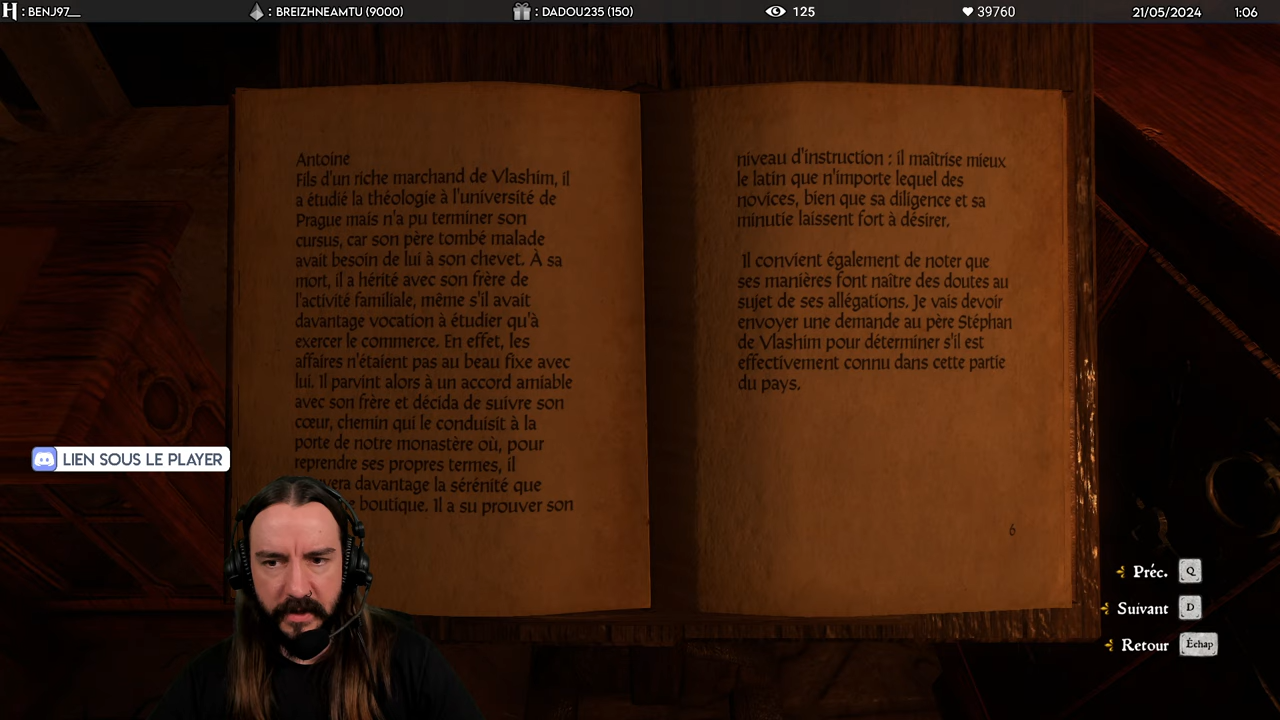 H : BENJ97__
: BREIZHNEAMTU (9000)
: DADOU235 (150)
125
39760
21/05/2024
1:06
Antoine
Fils d'un riche marchand de Vlashim, il
a étudié la théologie à l'université de
Prague mais n'a pu terminer son
cursus, car son père tombé malade
avait besoin de lui à son chevet. À sa
mort, il a hérité avec son frère de
l'activité familiale, même s'il avait
davantage vocation à étudier qu'à
exercer le commerce. En effet, les
affaires n'étaient pas au beau fixe avec
lui. Il parvint alors à un accord amiable
avec son frère et décida de suivre son
cœur, chemin qui le conduisit à la
porte de notre monastère où, pour
reprendre ses propres termes, il
davantage la sérénité que
boutique. Il a su prouver son
niveau d'instruction : il maîtrise mieux
le latin que n'importe lequel des
novices, bien que sa diligence et sa
minutie laissent fort à désirer.
Il convient également de noter que
ses manières font naître des doutes au
sujet de ses allégations. Je vais devoir
envoyer une demande au père Stéphan
de Vlashim pour déterminer s'il est
effectivement connu dans cette partie
du pays.
6
LIEN SOUS LE PLAYER
Préc. Q
Suivant D
Retour Échap